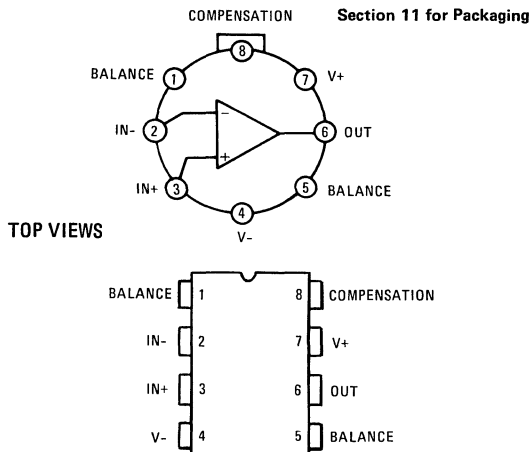 COMPENSATION Section 11 for Packaging
8
BALANCE 1 7 V+
IN- 2 - 6 OUT
IN+ 3 + 5 BALANCE
4
V-
TOP VIEWS
BALANCE 1 8 COMPENSATION
IN- 2 7 V+
IN+ 3 6 OUT
V- 4 5 BALANCE